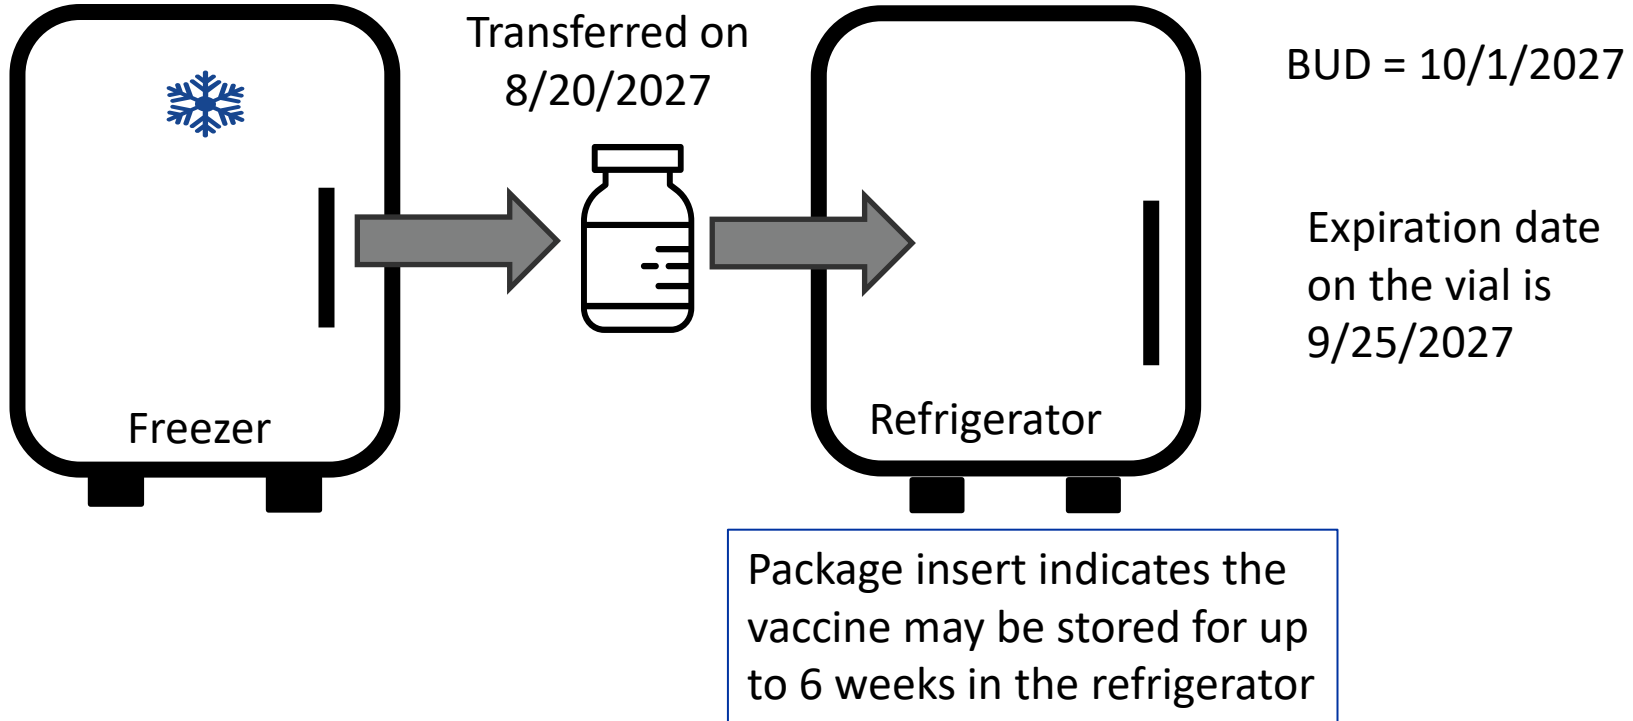 Transferred on
8/20/2027
BUD = 10/1/2027
Expiration date
on the vial is
9/25/2027
Freezer
Refrigerator
Package insert indicates the
vaccine may be stored for up
to 6 weeks in the refrigerator